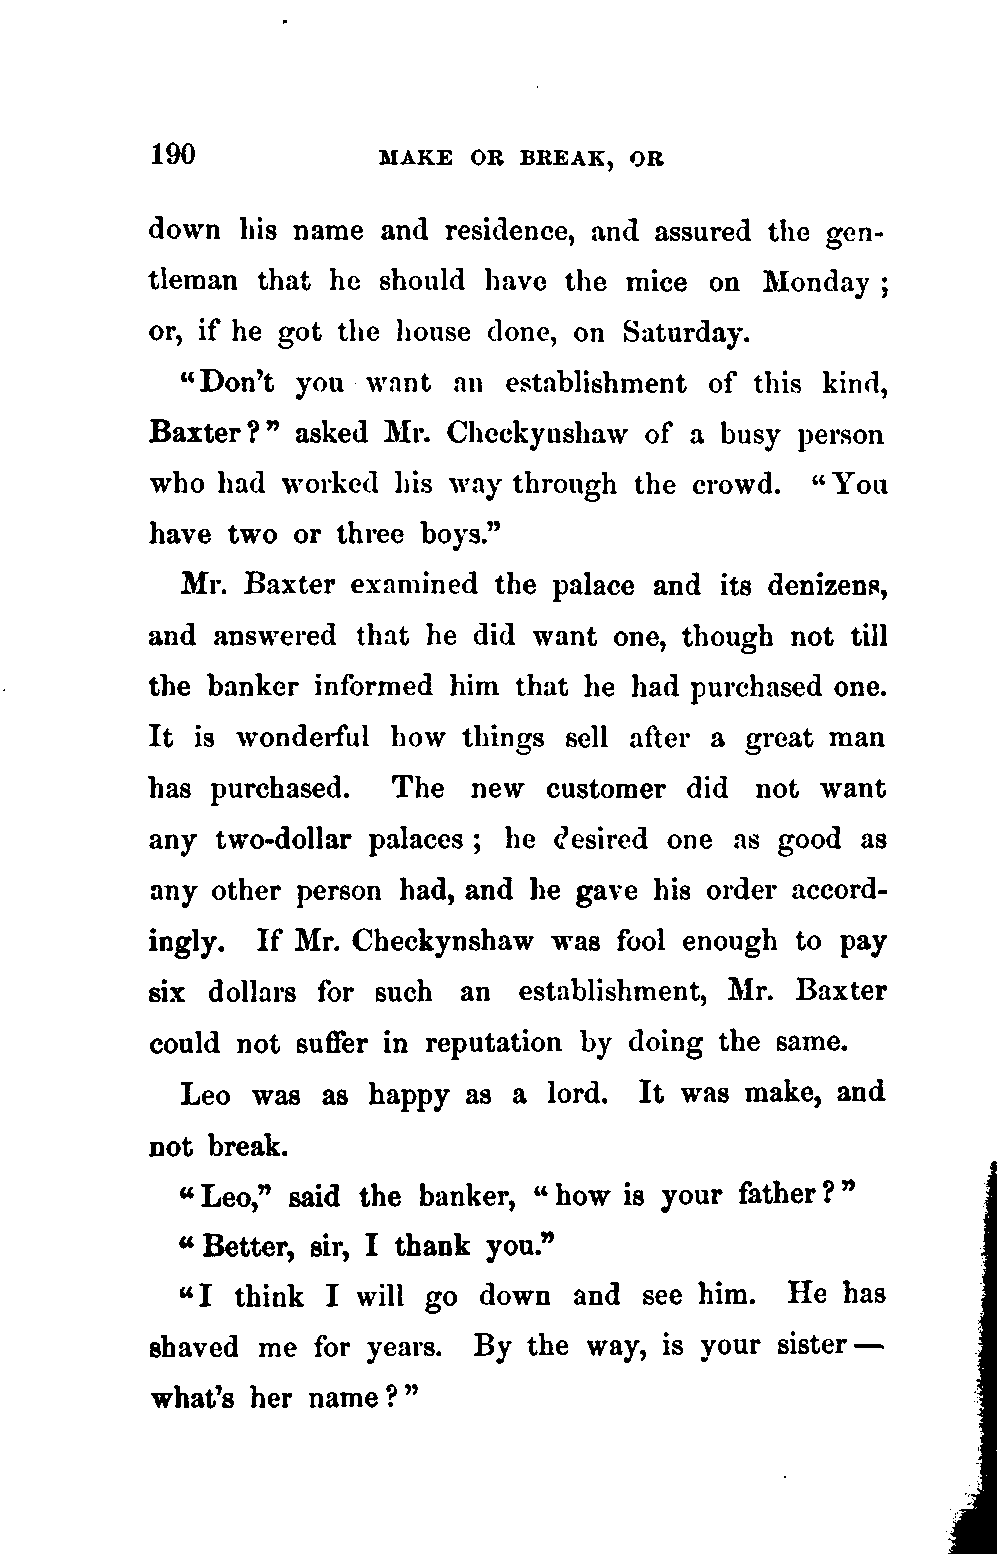 190 MAKE OR BREAK, OR
down his name and residence, and assured the gen-
tleman that he should have the mice on Monday ;
or, if he got the house done, on Saturday.
"Don't you want an establishment of this kind,
Baxter?" asked Mr. Checkynshaw of a busy person
who had worked his way through the crowd. "You
have two or three boys."
Mr. Baxter examined the palace and its denizens,
and answered that he did want one, though not till
the banker informed him that he had purchased one.
It is wonderful how things sell after a great man
has purchased. The new customer did not want
any two-dollar palaces ; he desired one as good as
any other person had, and he gave his order accord-
ingly. If Mr. Checkynshaw was fool enough to pay
six dollars for such an establishment, Mr. Baxter
could not suffer in reputation by doing the same.
Leo was as happy as a lord. It was make, and
not break.
"Leo," said the banker, "how is your father?"
"Better, sir, I thank you."
"I think I will go down and see him. He has
shaved me for years. By the way, is your sister—
what's her name?"